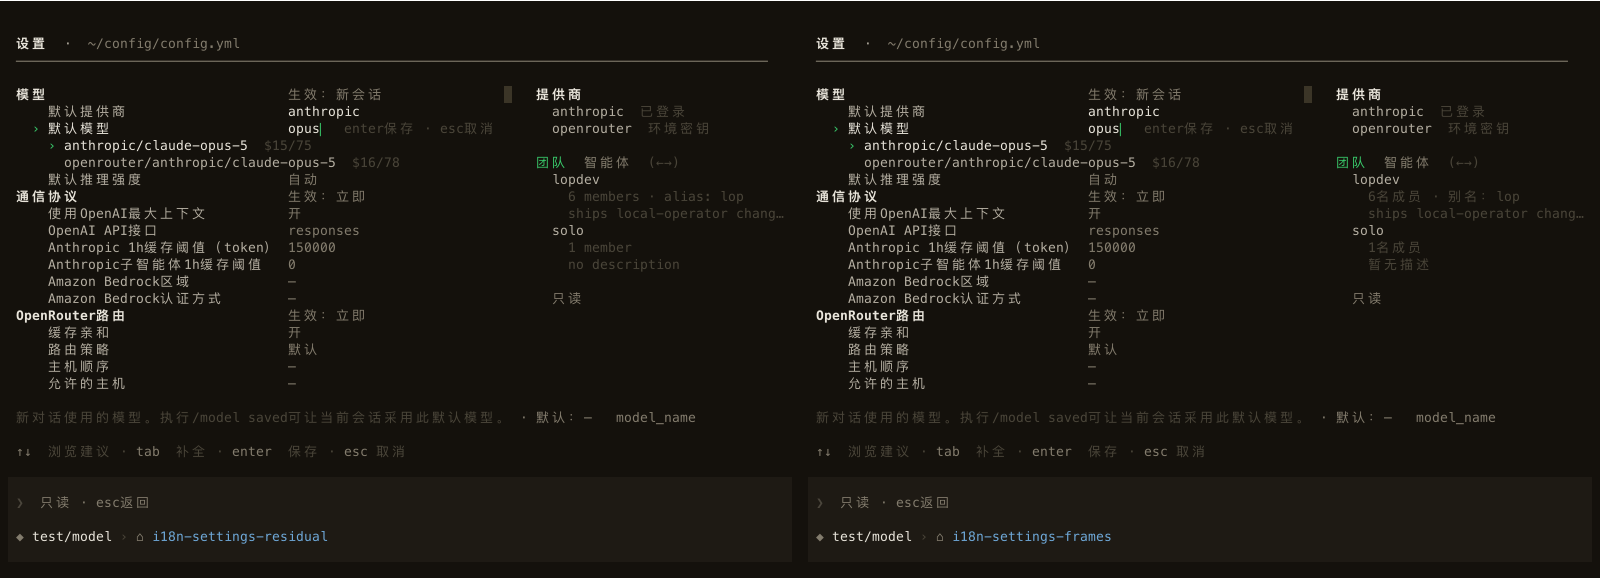 设置 · ~/config/config.yml
模型 生效: 新会话
默认提供商 anthropic
› 默认模型 opus enter保存 · esc取消
› anthropic/claude-opus-5 $15/75
openrouter/anthropic/claude-opus-5 $16/78
默认推理强度 自动
通信协议 生效: 立即
使用OpenAI最大上下文 开
OpenAI API接口 responses
Anthropic 1h缓存阈值 (token) 150000
Anthropic子智能体1h缓存阈值 0
Amazon Bedrock区域 —
Amazon Bedrock认证方式 —
OpenRouter路由 生效: 立即
缓存亲和 开
路由策略 默认
主机顺序 —
允许的主机 —
提供商
anthropic 已登录
openrouter 环境密钥
团队 智能体 (←→)
lopdev
6 members · alias: lop
ships local-operator chang…
solo
1 member
no description
只读
新对话使用的模型。执行/model saved可让当前会话采用此默认模型。 · 默认: — model_name
↑↓ 浏览建议 · tab 补全 · enter 保存 · esc 取消
❯ 只读 · esc返回
◆ test/model › ⌂ i18n-settings-residual
设置 · ~/config/config.yml
模型 生效: 新会话
默认提供商 anthropic
› 默认模型 opus enter保存 · esc取消
› anthropic/claude-opus-5 $15/75
openrouter/anthropic/claude-opus-5 $16/78
默认推理强度 自动
通信协议 生效: 立即
使用OpenAI最大上下文 开
OpenAI API接口 responses
Anthropic 1h缓存阈值 (token) 150000
Anthropic子智能体1h缓存阈值 0
Amazon Bedrock区域 —
Amazon Bedrock认证方式 —
OpenRouter路由 生效: 立即
缓存亲和 开
路由策略 默认
主机顺序 —
允许的主机 —
提供商
anthropic 已登录
openrouter 环境密钥
团队 智能体 (←→)
lopdev
6名成员 · 别名: lop
ships local-operator chang…
solo
1名成员
暂无描述
只读
新对话使用的模型。执行/model saved可让当前会话采用此默认模型。 · 默认: — model_name
↑↓ 浏览建议 · tab 补全 · enter 保存 · esc 取消
❯ 只读 · esc返回
◆ test/model › ⌂ i18n-settings-frames